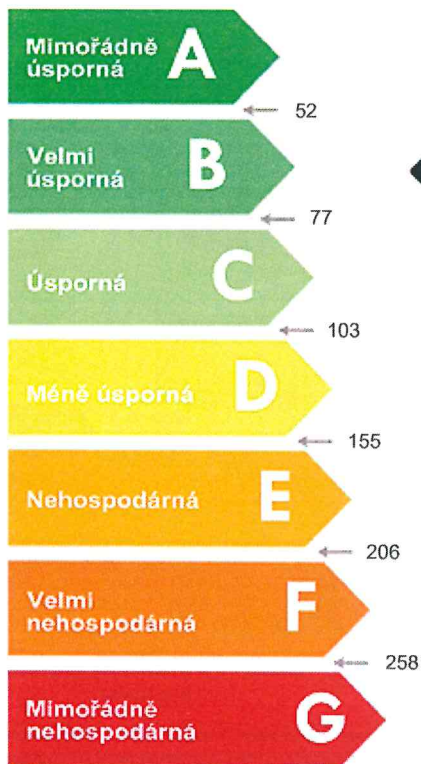 Mimořádně
úsporná
A
52
Velmi
úsporná
B
77
Úsporná
C
103
Méně úsporná
D
155
Nehospodárná
E
206
Velmi
nehospodárná
F
258
Mimořádně
nehospodárná
G